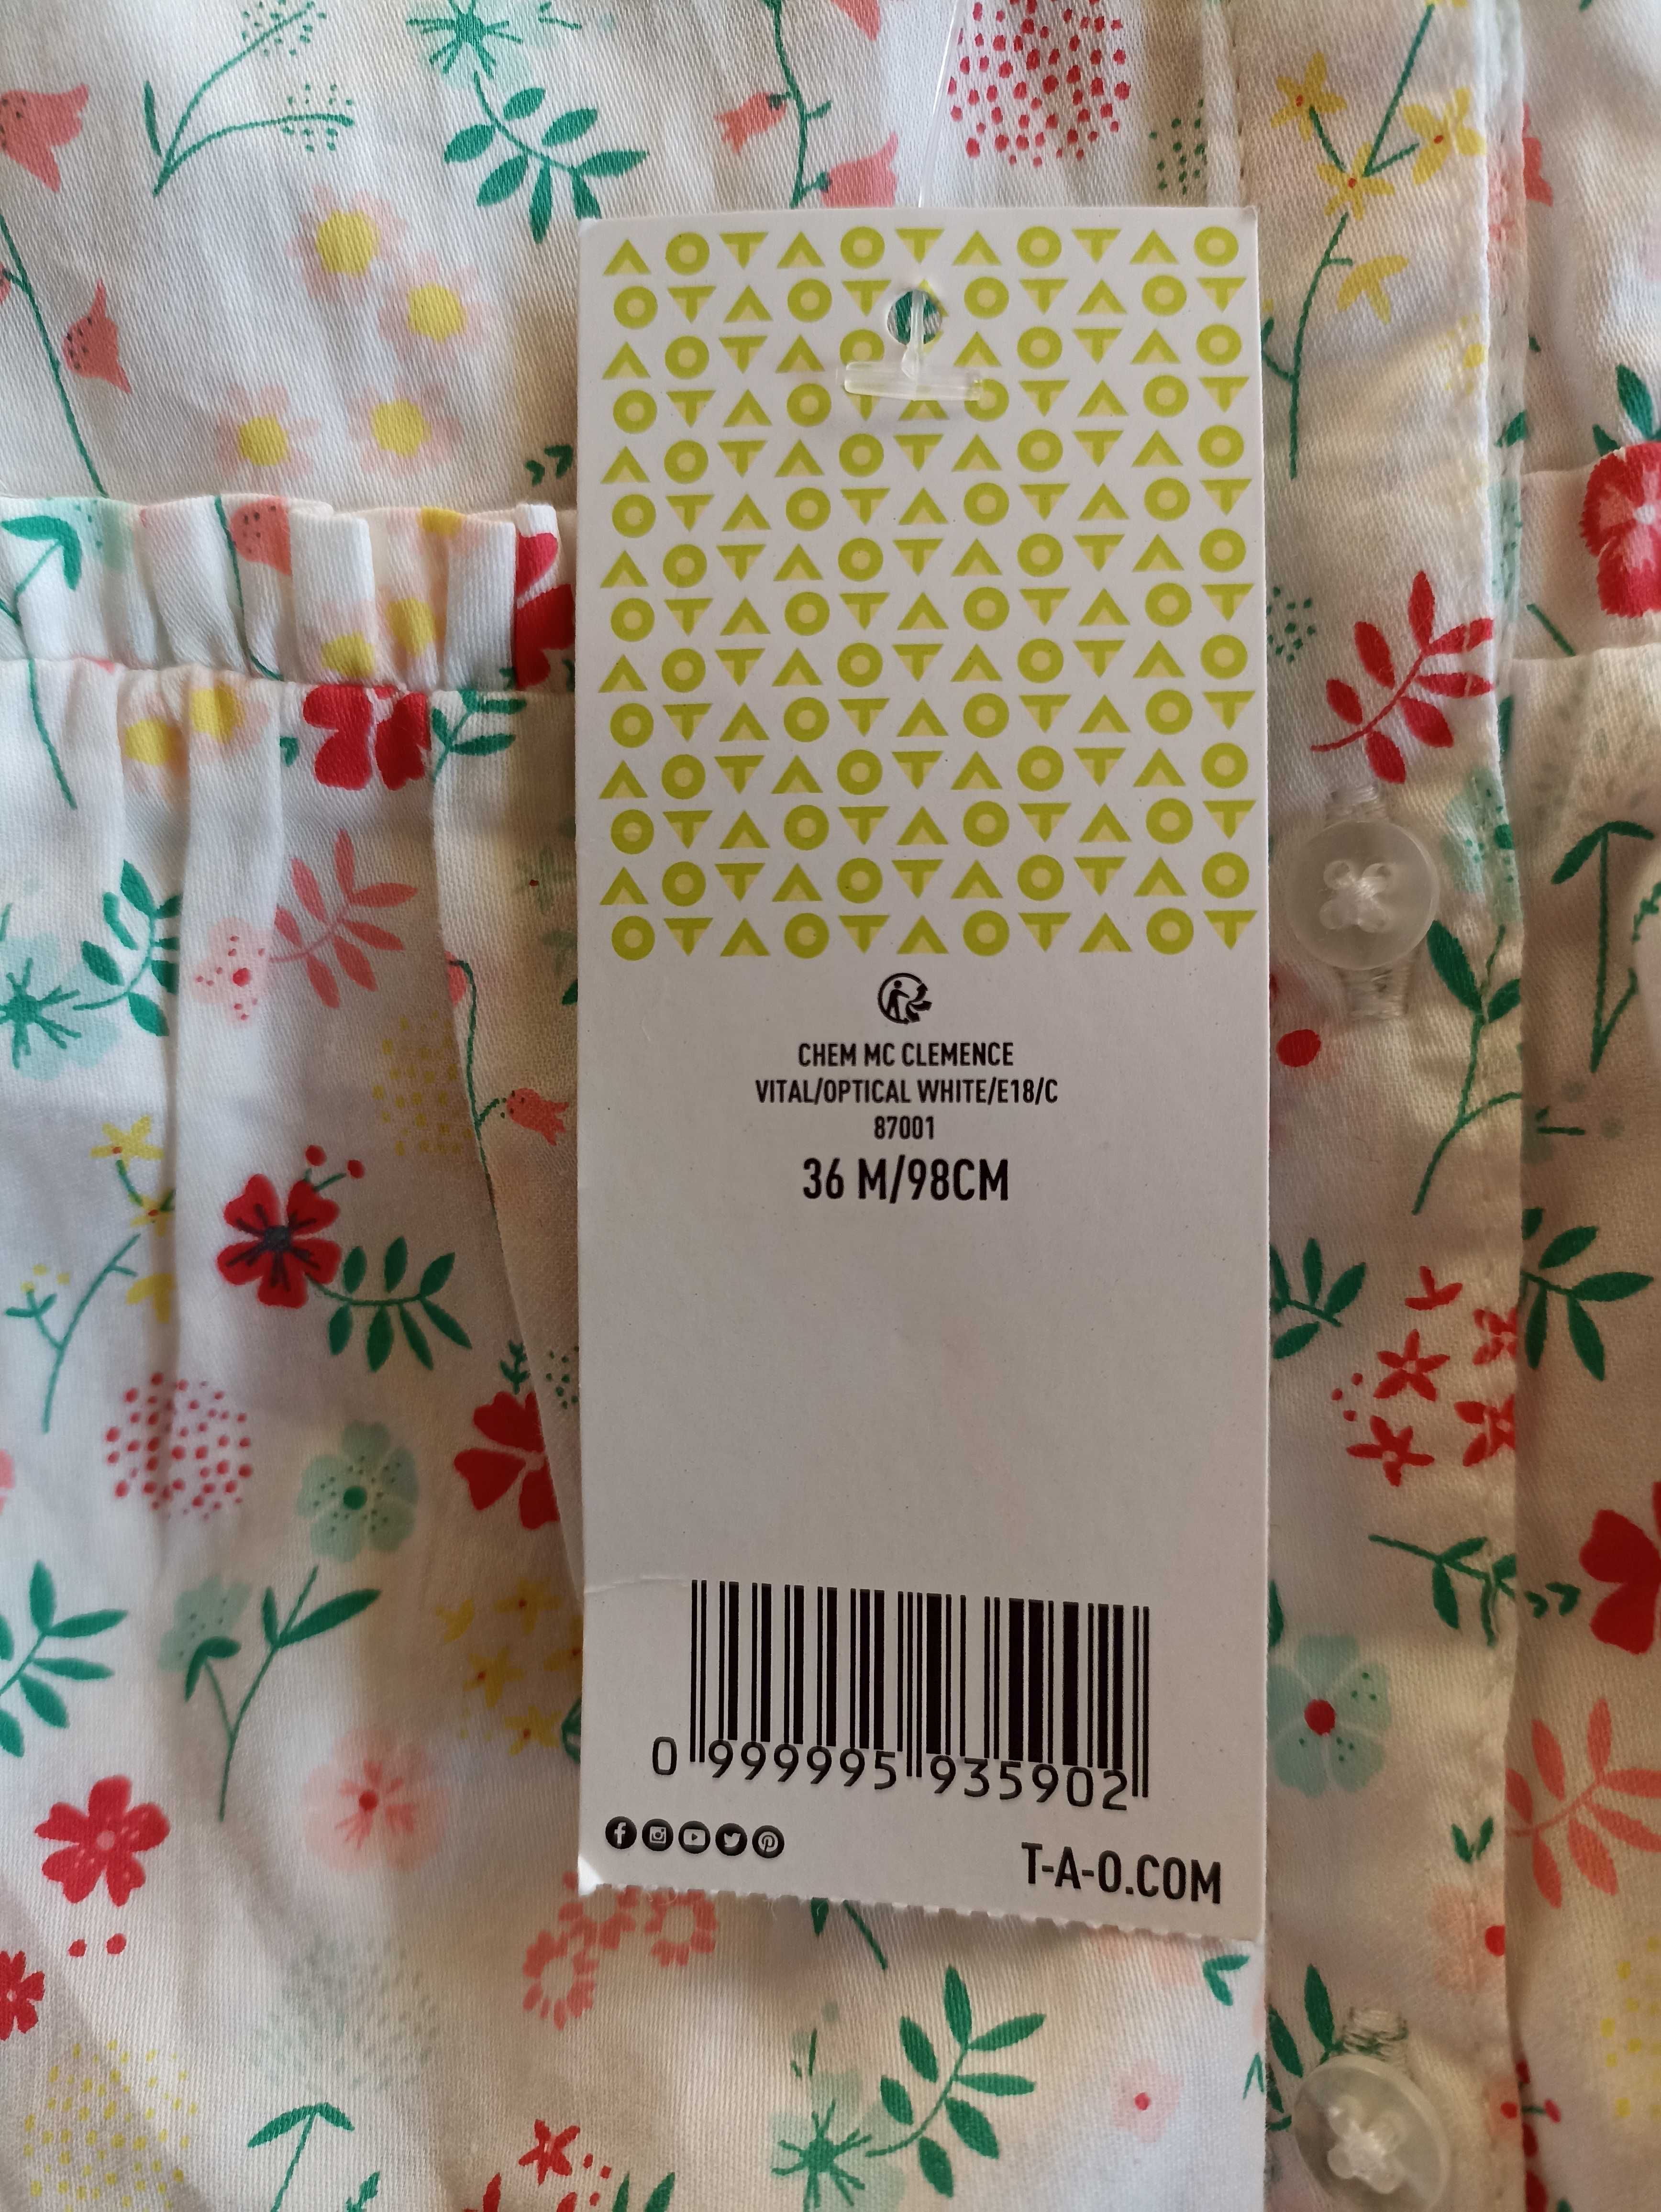 CHEM MC CLEMENCE
VITAL/OPTICAL WHITE/E18/C
87001
36 M/98CM
0 999995 935902
T-A-O.COM